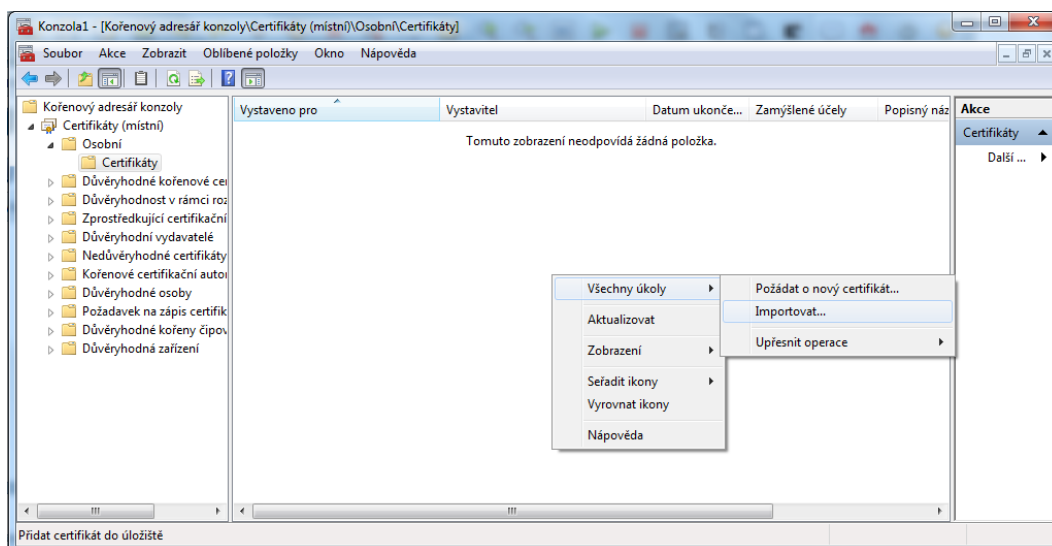 Konzola1 - [Kořenový adresář konzoly\Certifikáty (místní)\Osobní\Certifikáty]
Soubor Akce Zobrazit Oblíbené položky Okno Nápověda
Kořenový adresář konzoly
Certifikáty (místní)
Osobní
Certifikáty
Důvěryhodné kořenové cer
Důvěryhodnost v rámci roz
Zprostředkující certifikační
Důvěryhodní vydavatelé
Nedůvěryhodné certifikáty
Kořenové certifikační autor
Důvěryhodné osoby
Požadavek na zápis certifik
Důvěryhodné kořeny čipov
Důvěryhodná zařízení
Vystaveno pro Vystavitel Datum ukonče... Zamýšlené účely Popisný náz
Tomuto zobrazení neodpovídá žádná položka.
Všechny úkoly
Aktualizovat
Zobrazení
Seřadit ikony
Vyrovnat ikony
Nápověda
Požádat o nový certifikát...
Importovat...
Upřesnit operace
Akce
Certifikáty
Další ...
Přidat certifikát do úložiště